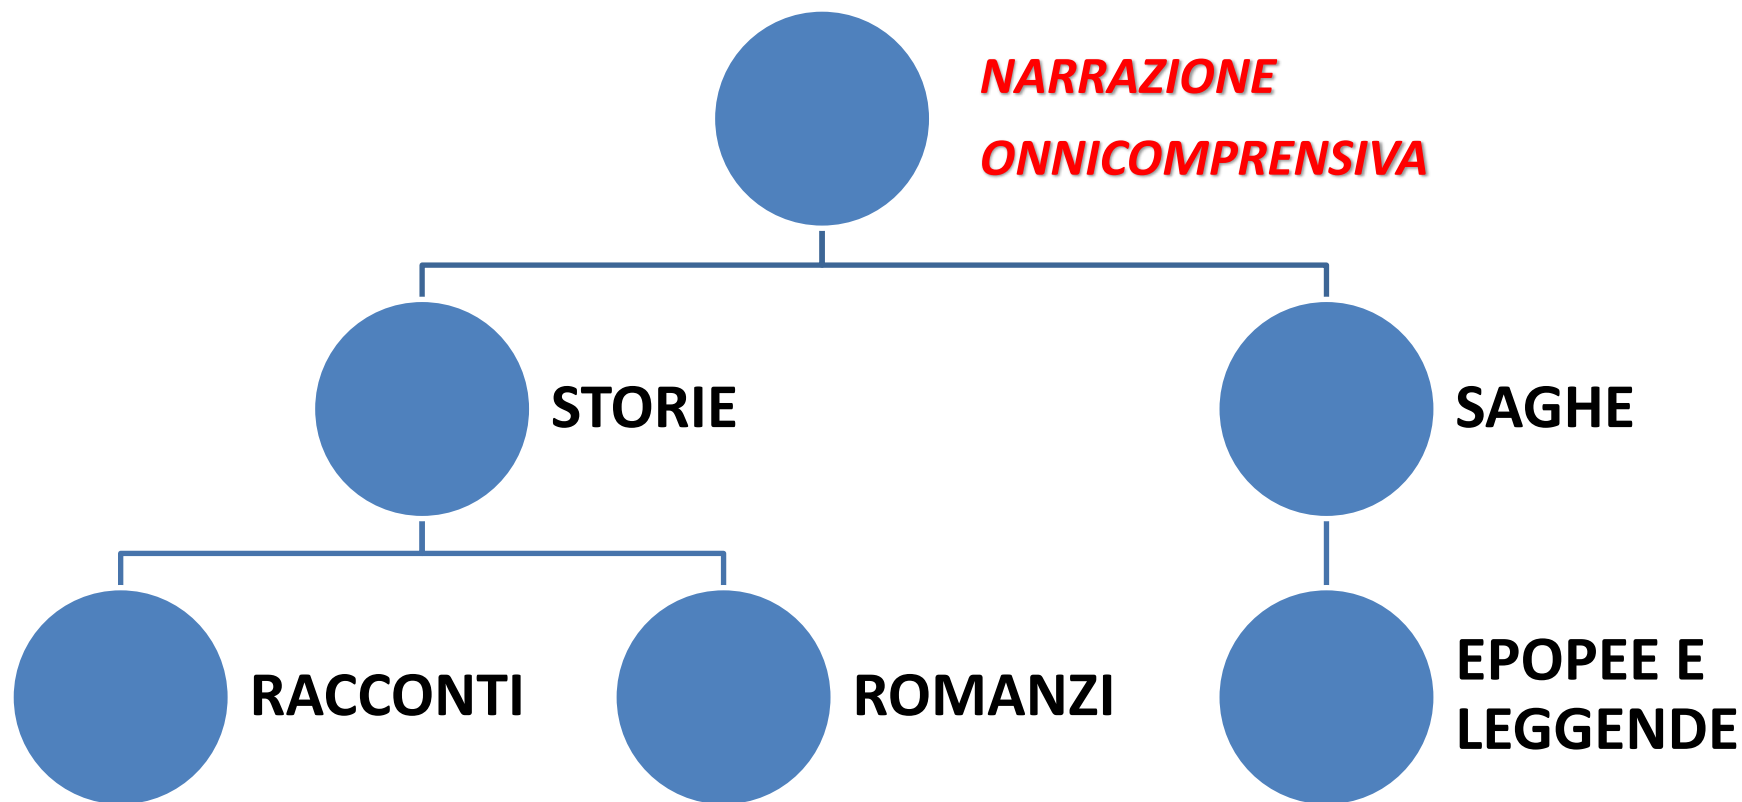 NARRAZIONE
ONNICOMPRENSIVA
STORIE
SAGHE
RACCONTI
ROMANZI
EPOPEE E
LEGGENDE